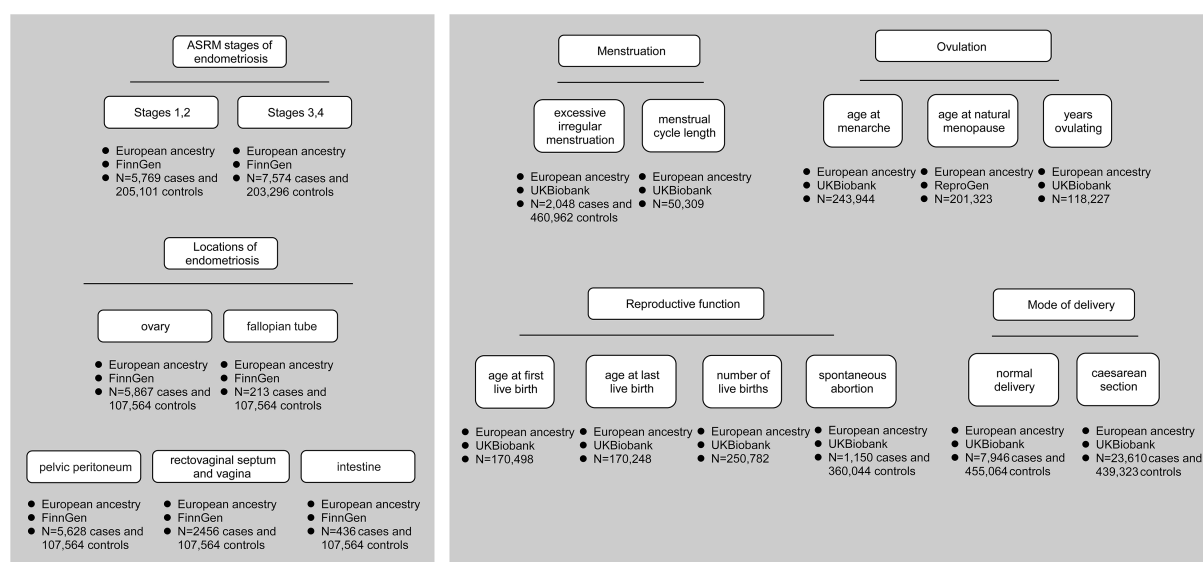 ASRM stages of
endometriosis
Stages 1,2
● European ancestry
● FinnGen
● N=5,769 cases and
205,101 controls
Stages 3,4
● European ancestry
● FinnGen
● N=7,574 cases and
203,296 controls
Locations of
endometriosis
ovary
● European ancestry
● FinnGen
● N=5,867 cases and
107,564 controls
fallopian tube
● European ancestry
● FinnGen
● N=213 cases and
107,564 controls
pelvic peritoneum
● European ancestry
● FinnGen
● N=5,628 cases and
107,564 controls
rectovaginal septum
and vagina
● European ancestry
● FinnGen
● N=2456 cases and
107,564 controls
intestine
● European ancestry
● FinnGen
● N=436 cases and
107,564 controls
Menstruation
excessive
irregular
menstruation
● European ancestry
● UKBiobank
● N=2,048 cases and
460,962 controls
menstrual
cycle length
● European ancestry
● UKBiobank
● N=50,309
Ovulation
age at
menarche
● European ancestry
● UKBiobank
● N=243,944
age at natural
menopause
● European ancestry
● ReproGen
● N=201,323
years
ovulating
● European ancestry
● UKBiobank
● N=118,227
Reproductive function
age at first
live birth
● European ancestry
● UKBiobank
● N=170,498
age at last
live birth
● European ancestry
● UKBiobank
● N=170,248
number of
live births
● European ancestry
● UKBiobank
● N=250,782
spontaneous
abortion
● European ancestry
● UKBiobank
● N=1,150 cases and
360,044 controls
Mode of delivery
normal
delivery
● European ancestry
● UKBiobank
● N=7,946 cases and
455,064 controls
caesarean
section
● European ancestry
● UKBiobank
● N=23,610 cases and
439,323 controls